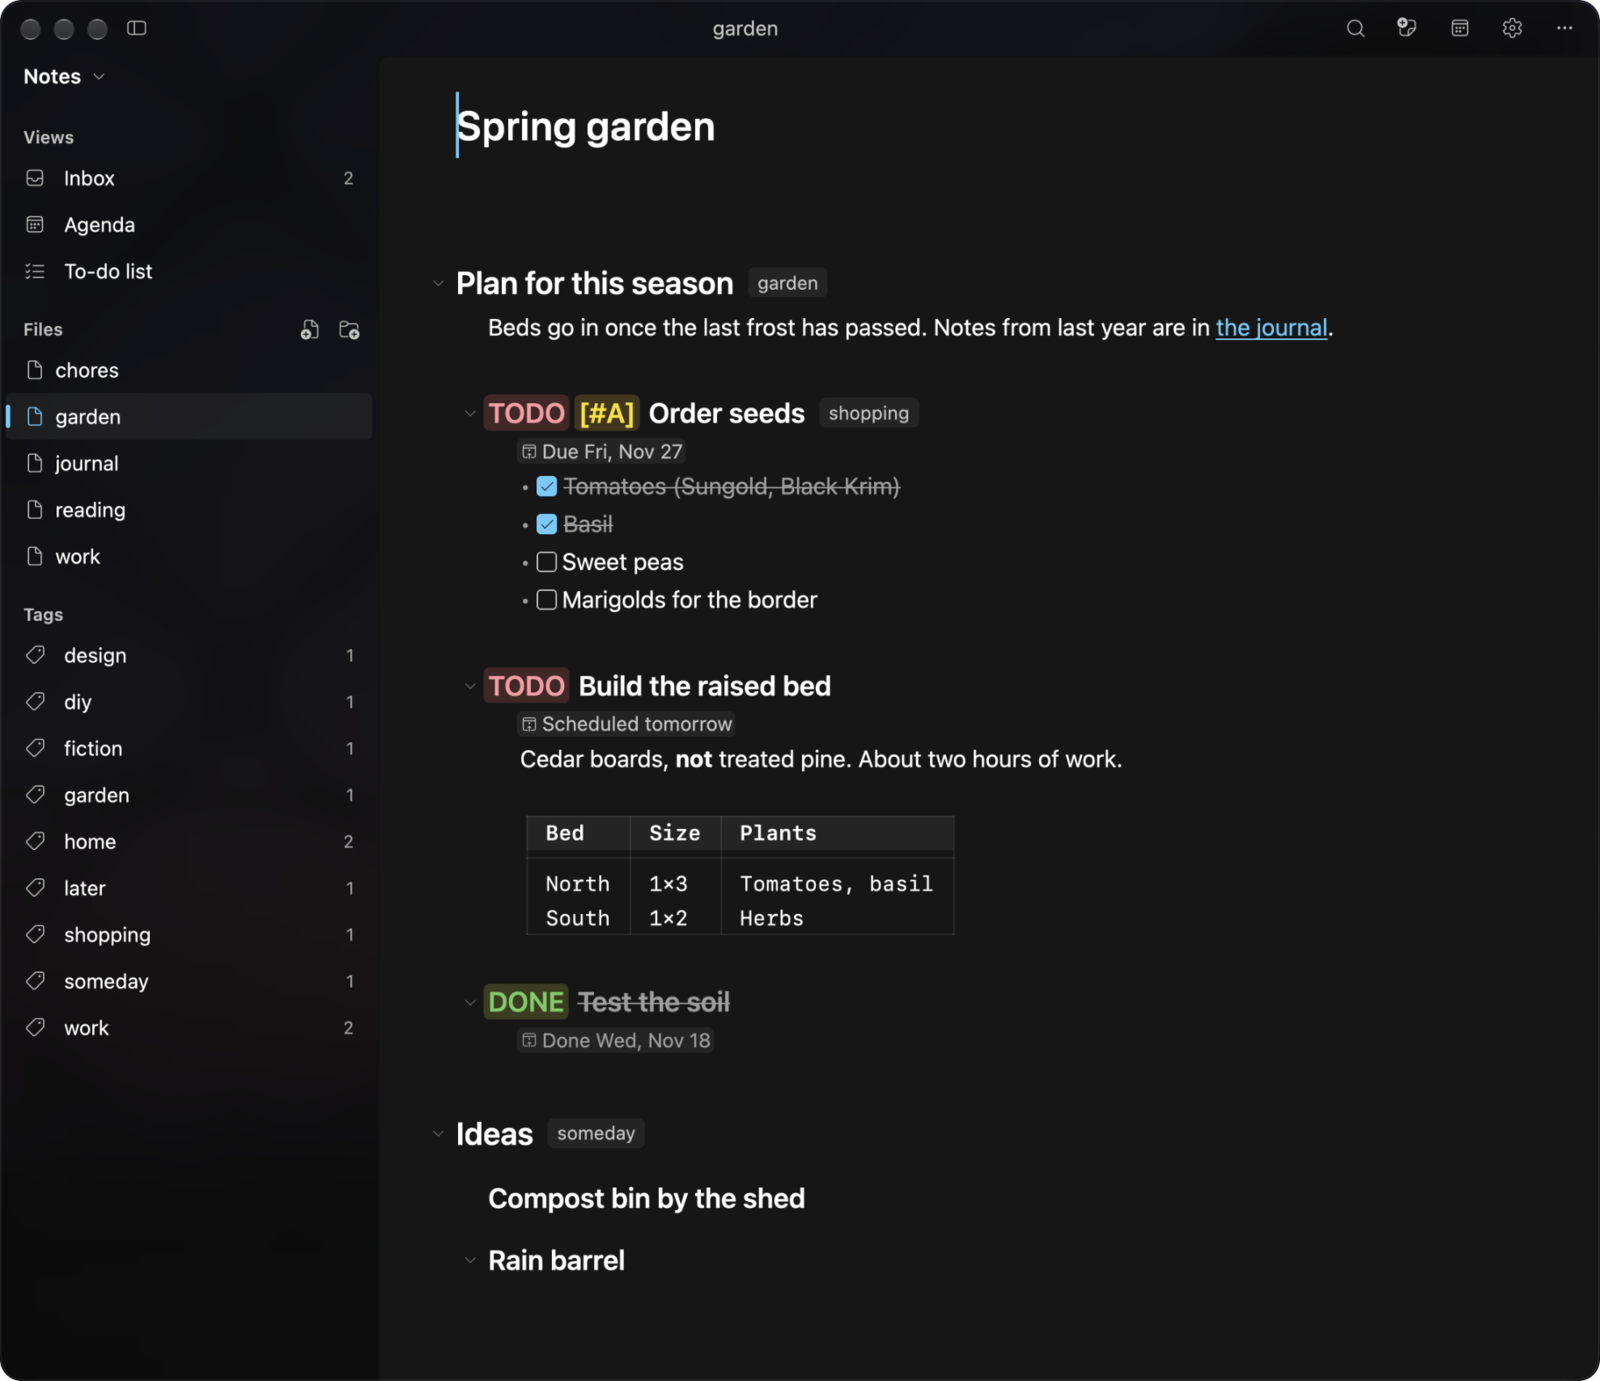 garden
Notes
Views
Inbox 2
Agenda
To-do list
Files
chores
garden
journal
reading
work
Tags
design 1
diy 1
fiction 1
garden 1
home 2
later 1
shopping 1
someday 1
work 2
Spring garden
Plan for this season garden
Beds go in once the last frost has passed. Notes from last year are in the journal.
TODO [#A] Order seeds shopping
Due Fri, Nov 27
• Tomatoes (Sungold, Black Krim)
• Basil
• Sweet peas
• Marigolds for the border
TODO Build the raised bed
Scheduled tomorrow
Cedar boards, not treated pine. About two hours of work.
Bed Size Plants
North 1×3 Tomatoes, basil
South 1×2 Herbs
DONE Test the soil
Done Wed, Nov 18
Ideas someday
Compost bin by the shed
Rain barrel